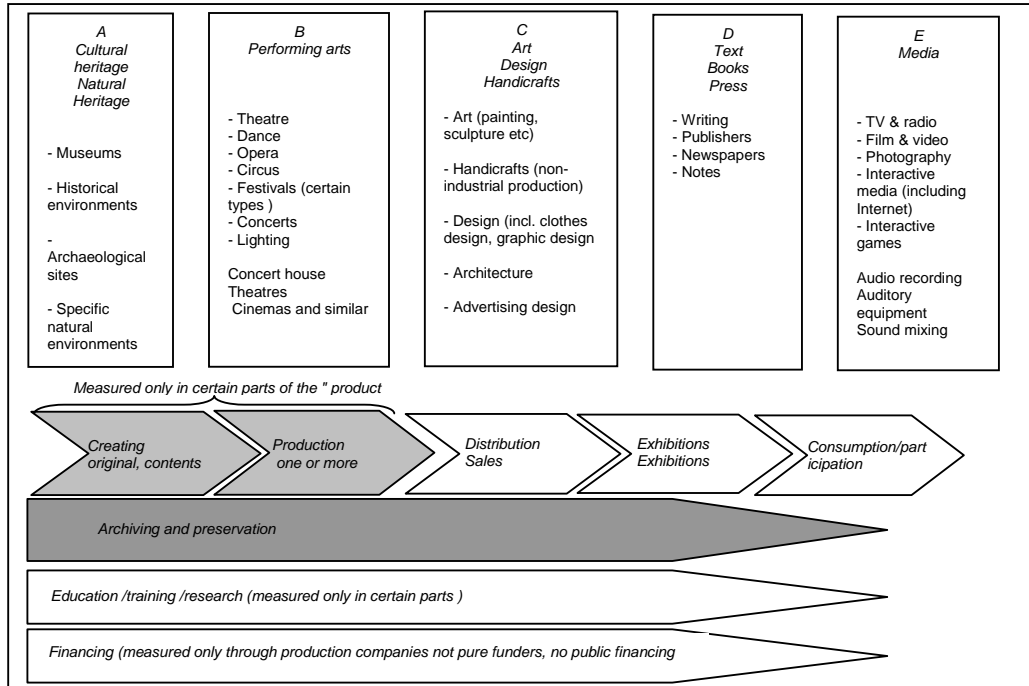 A
Cultural
heritage
Natural
Heritage
- Museums
- Historical
environments
-
Archaeological
sites
- Specific
natural
environments
B
Performing arts
- Theatre
- Dance
- Opera
- Circus
- Festivals (certain
types )
- Concerts
- Lighting
Concert house
Theatres
Cinemas and similar
C
Art
Design
Handicrafts
- Art (painting,
sculpture etc)
- Handicrafts (non-
industrial production)
- Design (incl. clothes
design, graphic design
- Architecture
- Advertising design
D
Text
Books
Press
- Writing
- Publishers
- Newspapers
- Notes
E
Media
- TV & radio
- Film & video
- Photography
- Interactive
media (including
Internet)
- Interactive
games
Audio recording
Auditory
equipment
Sound mixing
Measured only in certain parts of the " product
Creating
original, contents
Production
one or more
Distribution
Sales
Exhibitions
Exhibitions
Consumption/part
icipation
Archiving and preservation
Education /training /research (measured only in certain parts )
Financing (measured only through production companies not pure funders, no public financing